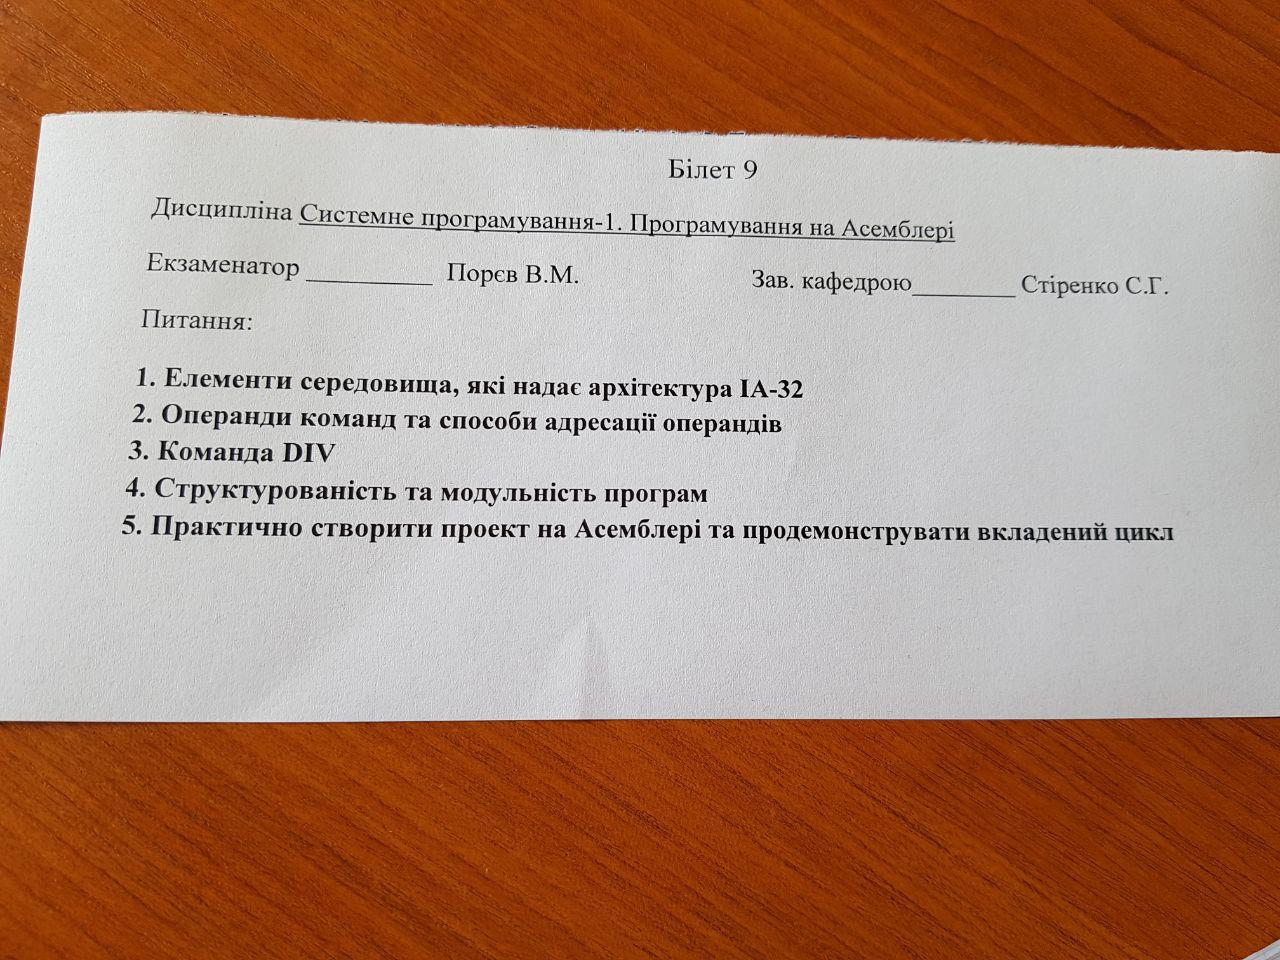 Білет 9
Дисципліна Системне програмування-1. Програмування на Асемблері
Екзаменатор __________ Порєв В.М. Зав. кафедрою________ Стіренко С.Г.
Питання:
1. Елементи середовища, які надає архітектура IA-32
2. Операнди команд та способи адресації операндів
3. Команда DIV
4. Структурованість та модульність програм
5. Практично створити проект на Асемблері та продемонструвати вкладений цикл